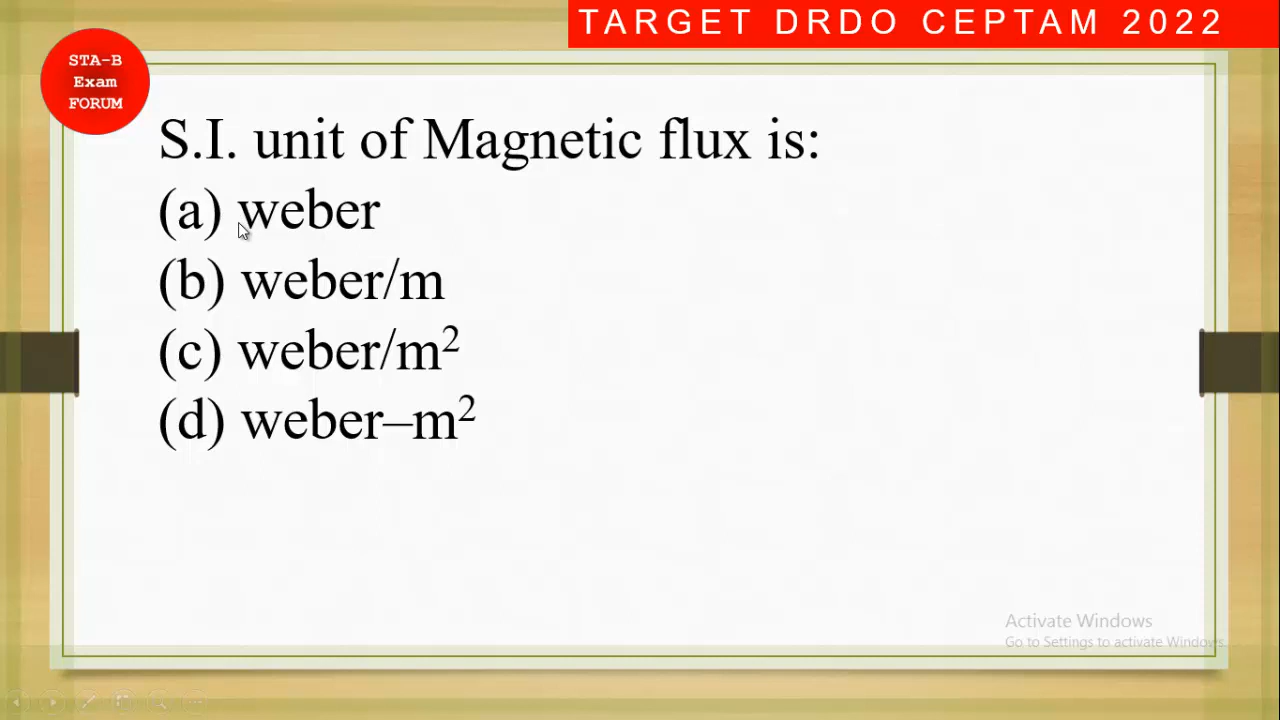 TARGET DRDO CEPTAM 2022
STA-B
Exam
FORUM
S.I. unit of Magnetic flux is:
(a) weber
(b) weber/m
(c) weber/m²
(d) weber–m²
Activate Windows
Go to Settings to activate Windows.